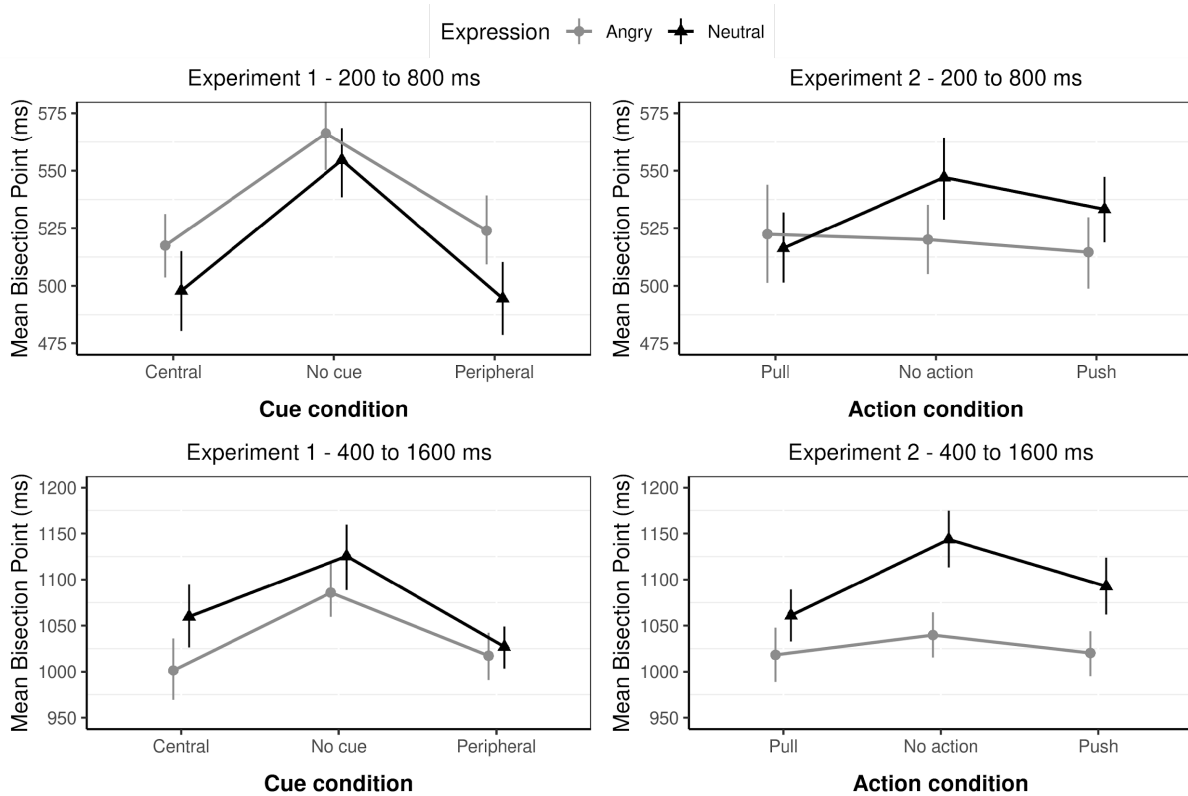 Expression Angry Neutral
Experiment 1 - 200 to 800 ms
Mean Bisection Point (ms)
575
550
525
500
475
Central No cue Peripheral
Cue condition
Experiment 2 - 200 to 800 ms
Mean Bisection Point (ms)
575
550
525
500
475
Pull No action Push
Action condition
Experiment 1 - 400 to 1600 ms
Mean Bisection Point (ms)
1200
1150
1100
1050
1000
950
Central No cue Peripheral
Cue condition
Experiment 2 - 400 to 1600 ms
Mean Bisection Point (ms)
1200
1150
1100
1050
1000
950
Pull No action Push
Action condition